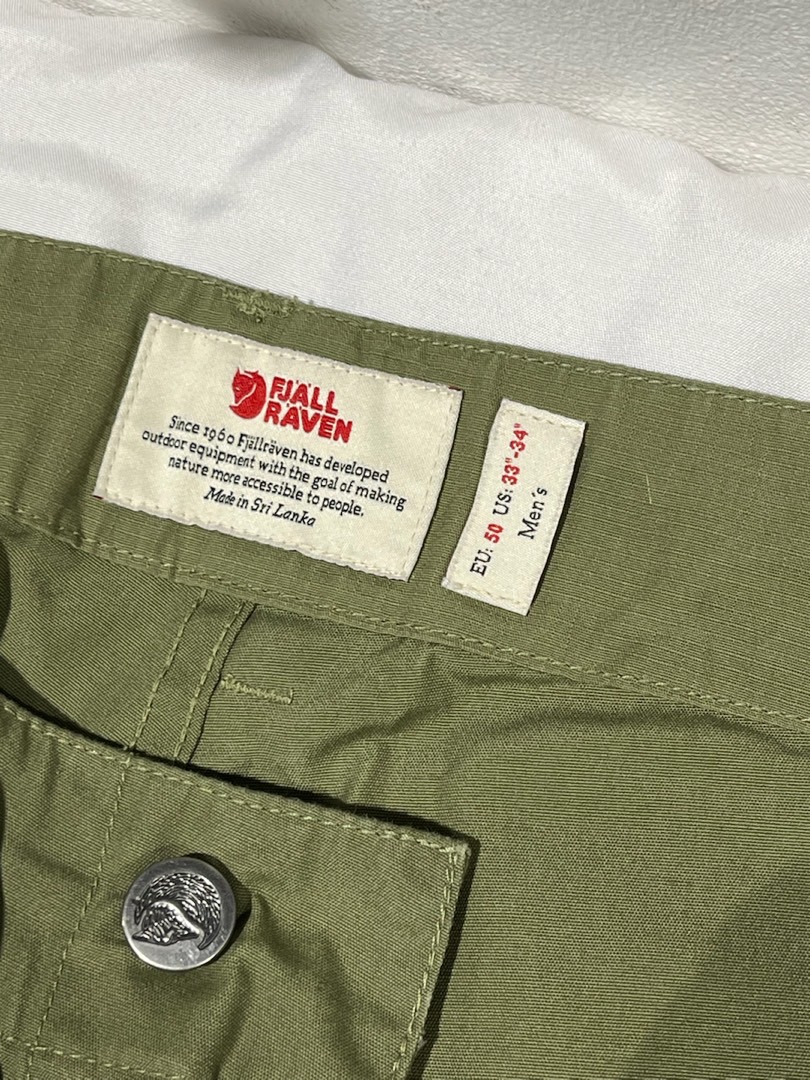 FJÄLL
RÄVEN
Since 1960 Fjällräven has developed
outdoor equipment with the goal of making
nature more accessible to people.
Made in Sri Lanka
EU: 50 US: 33"-34"
Men´s